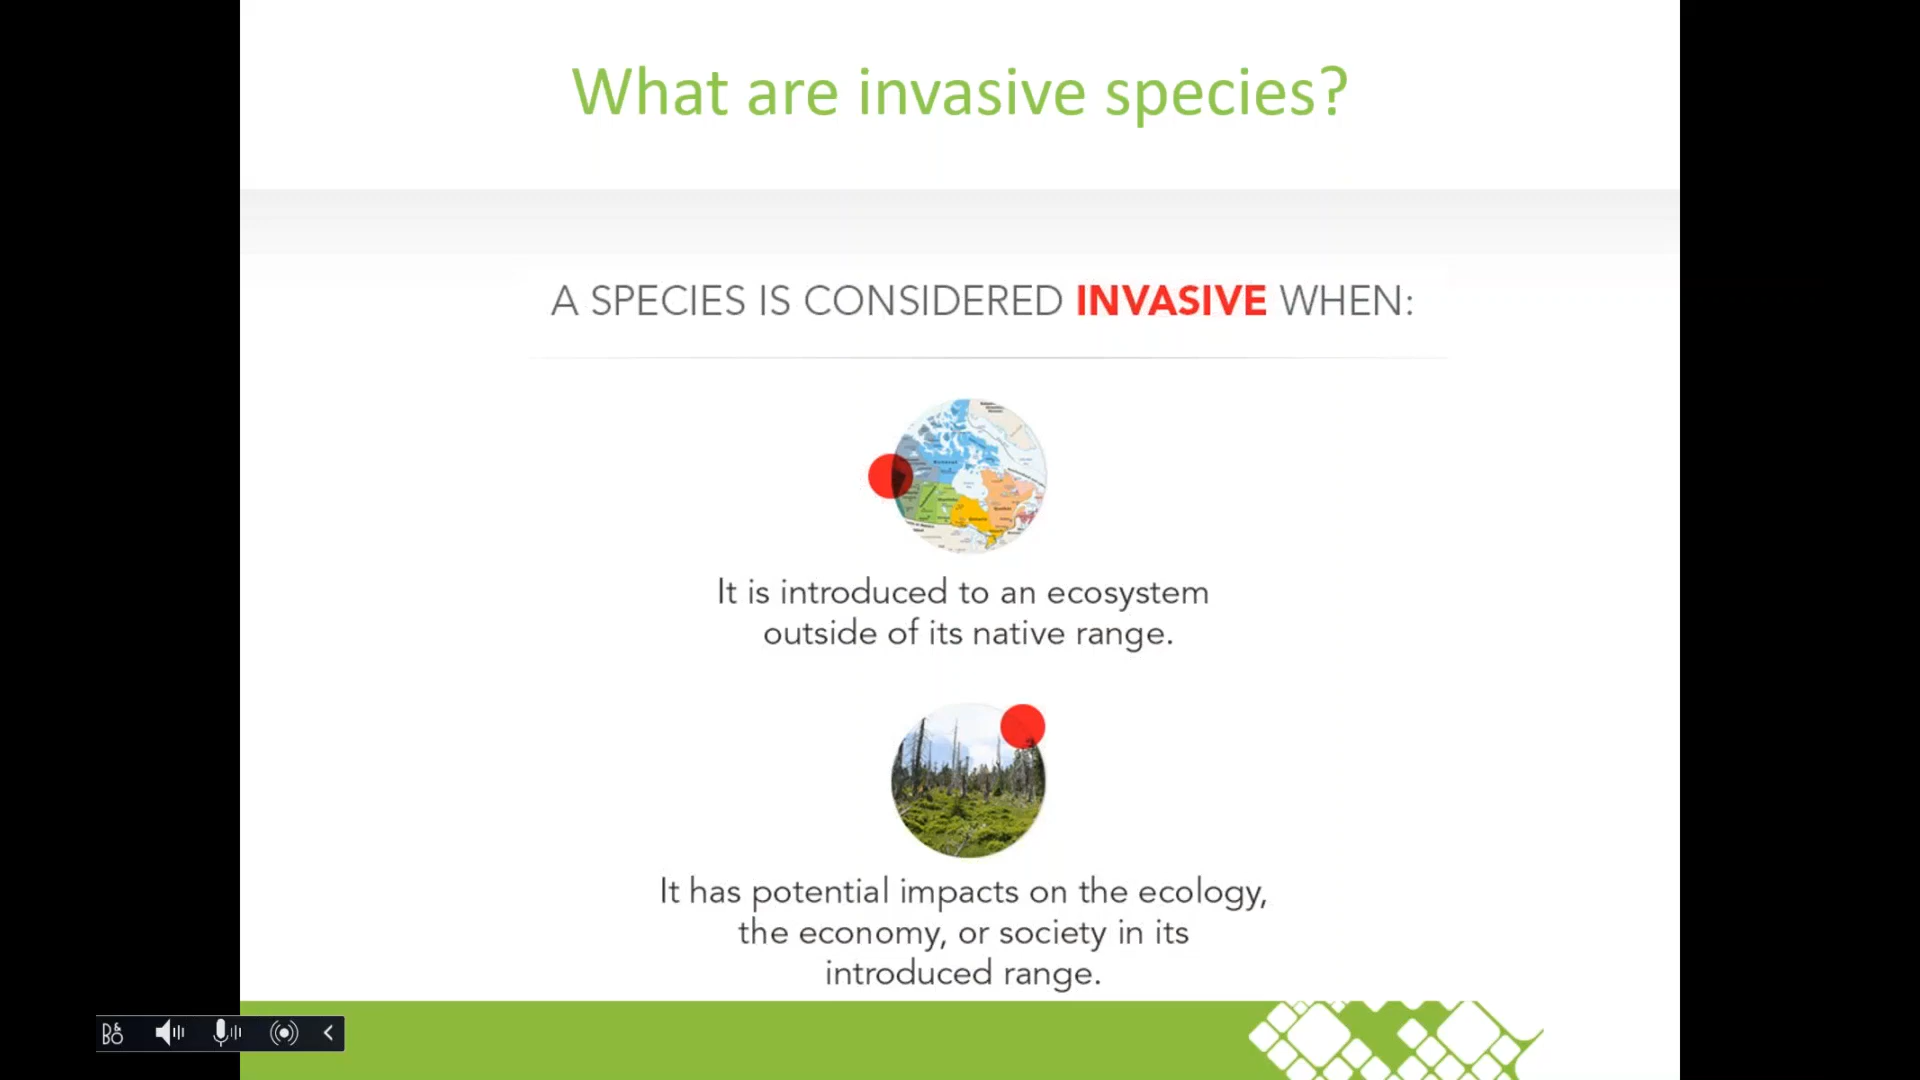 What are invasive species?
A SPECIES IS CONSIDERED INVASIVE WHEN:
It is introduced to an ecosystem
outside of its native range.
It has potential impacts on the ecology,
the economy, or society in its
introduced range.
B&O